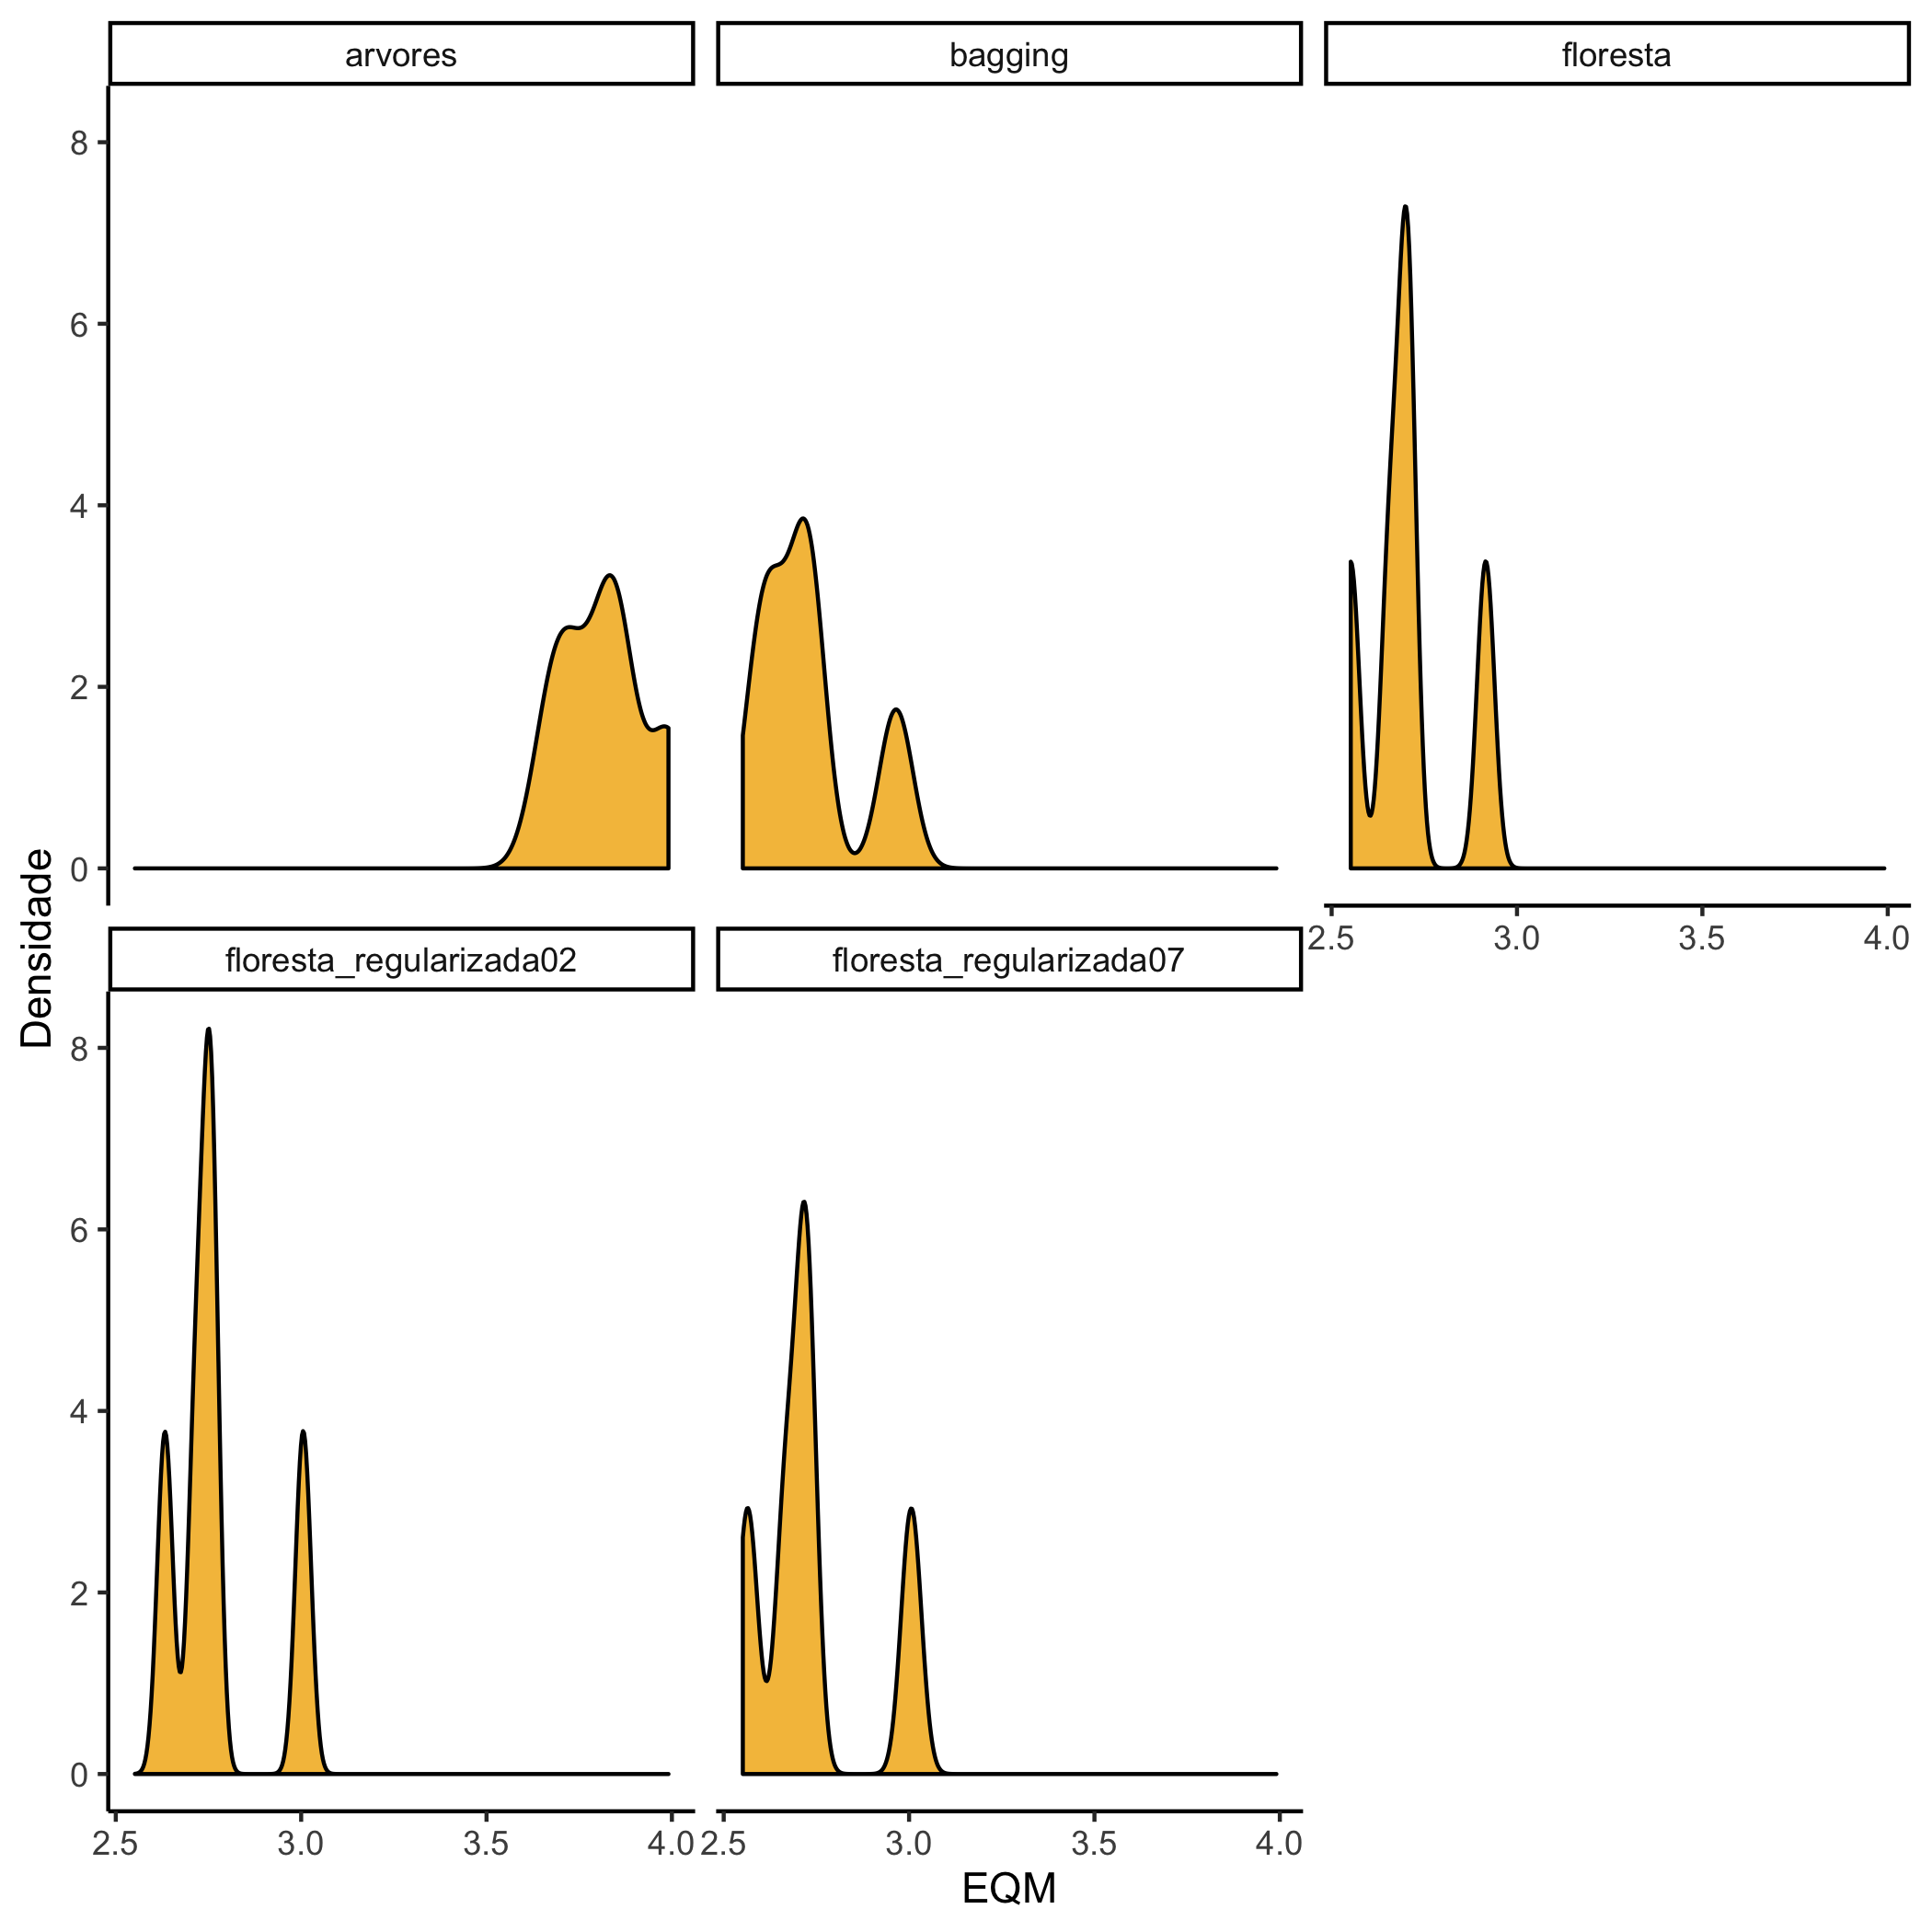 arvores
bagging
floresta
8
6
4
2
0
2.5 3.0 3.5 4.0
Densidade
floresta_regularizada02
floresta_regularizada07
8
6
4
2
0
2.5 3.0 3.5 4.0
2.5 3.0 3.5 4.0
EQM